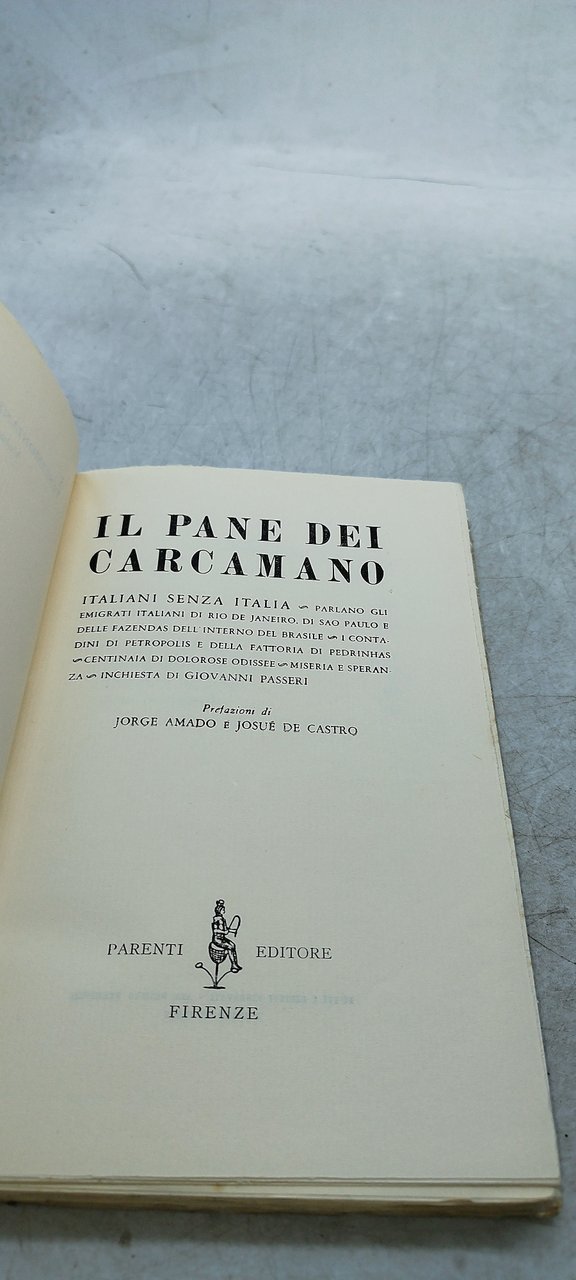 IL PANE DEI
CARCAMANO
ITALIANI SENZA ITALIA ~ PARLANO GLI
EMIGRATI ITALIANI DI RIO DE JANEIRO, DI SAO PAULO E
DELLE FAZENDAS DELL'INTERNO DEL BRASILE ~ I CONTA-
DINI DI PETROPOLIS E DELLA FATTORIA DI PEDRINHAS
~ CENTINAIA DI DOLOROSE ODISSEE ~ MISERIA E SPERAN-
ZA ~ INCHIESTA DI GIOVANNI PASSERI
Prefazioni di
JORGE AMADO E JOSUÉ DE CASTRO
PARENTI EDITORE
FIRENZE